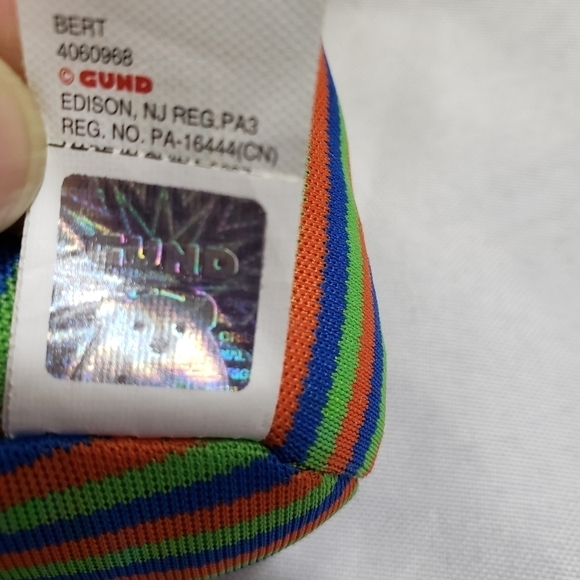 BERT
4060968
© GUND
EDISON, NJ REG.PA3
REG. NO. PA-16444(CN)
GUND